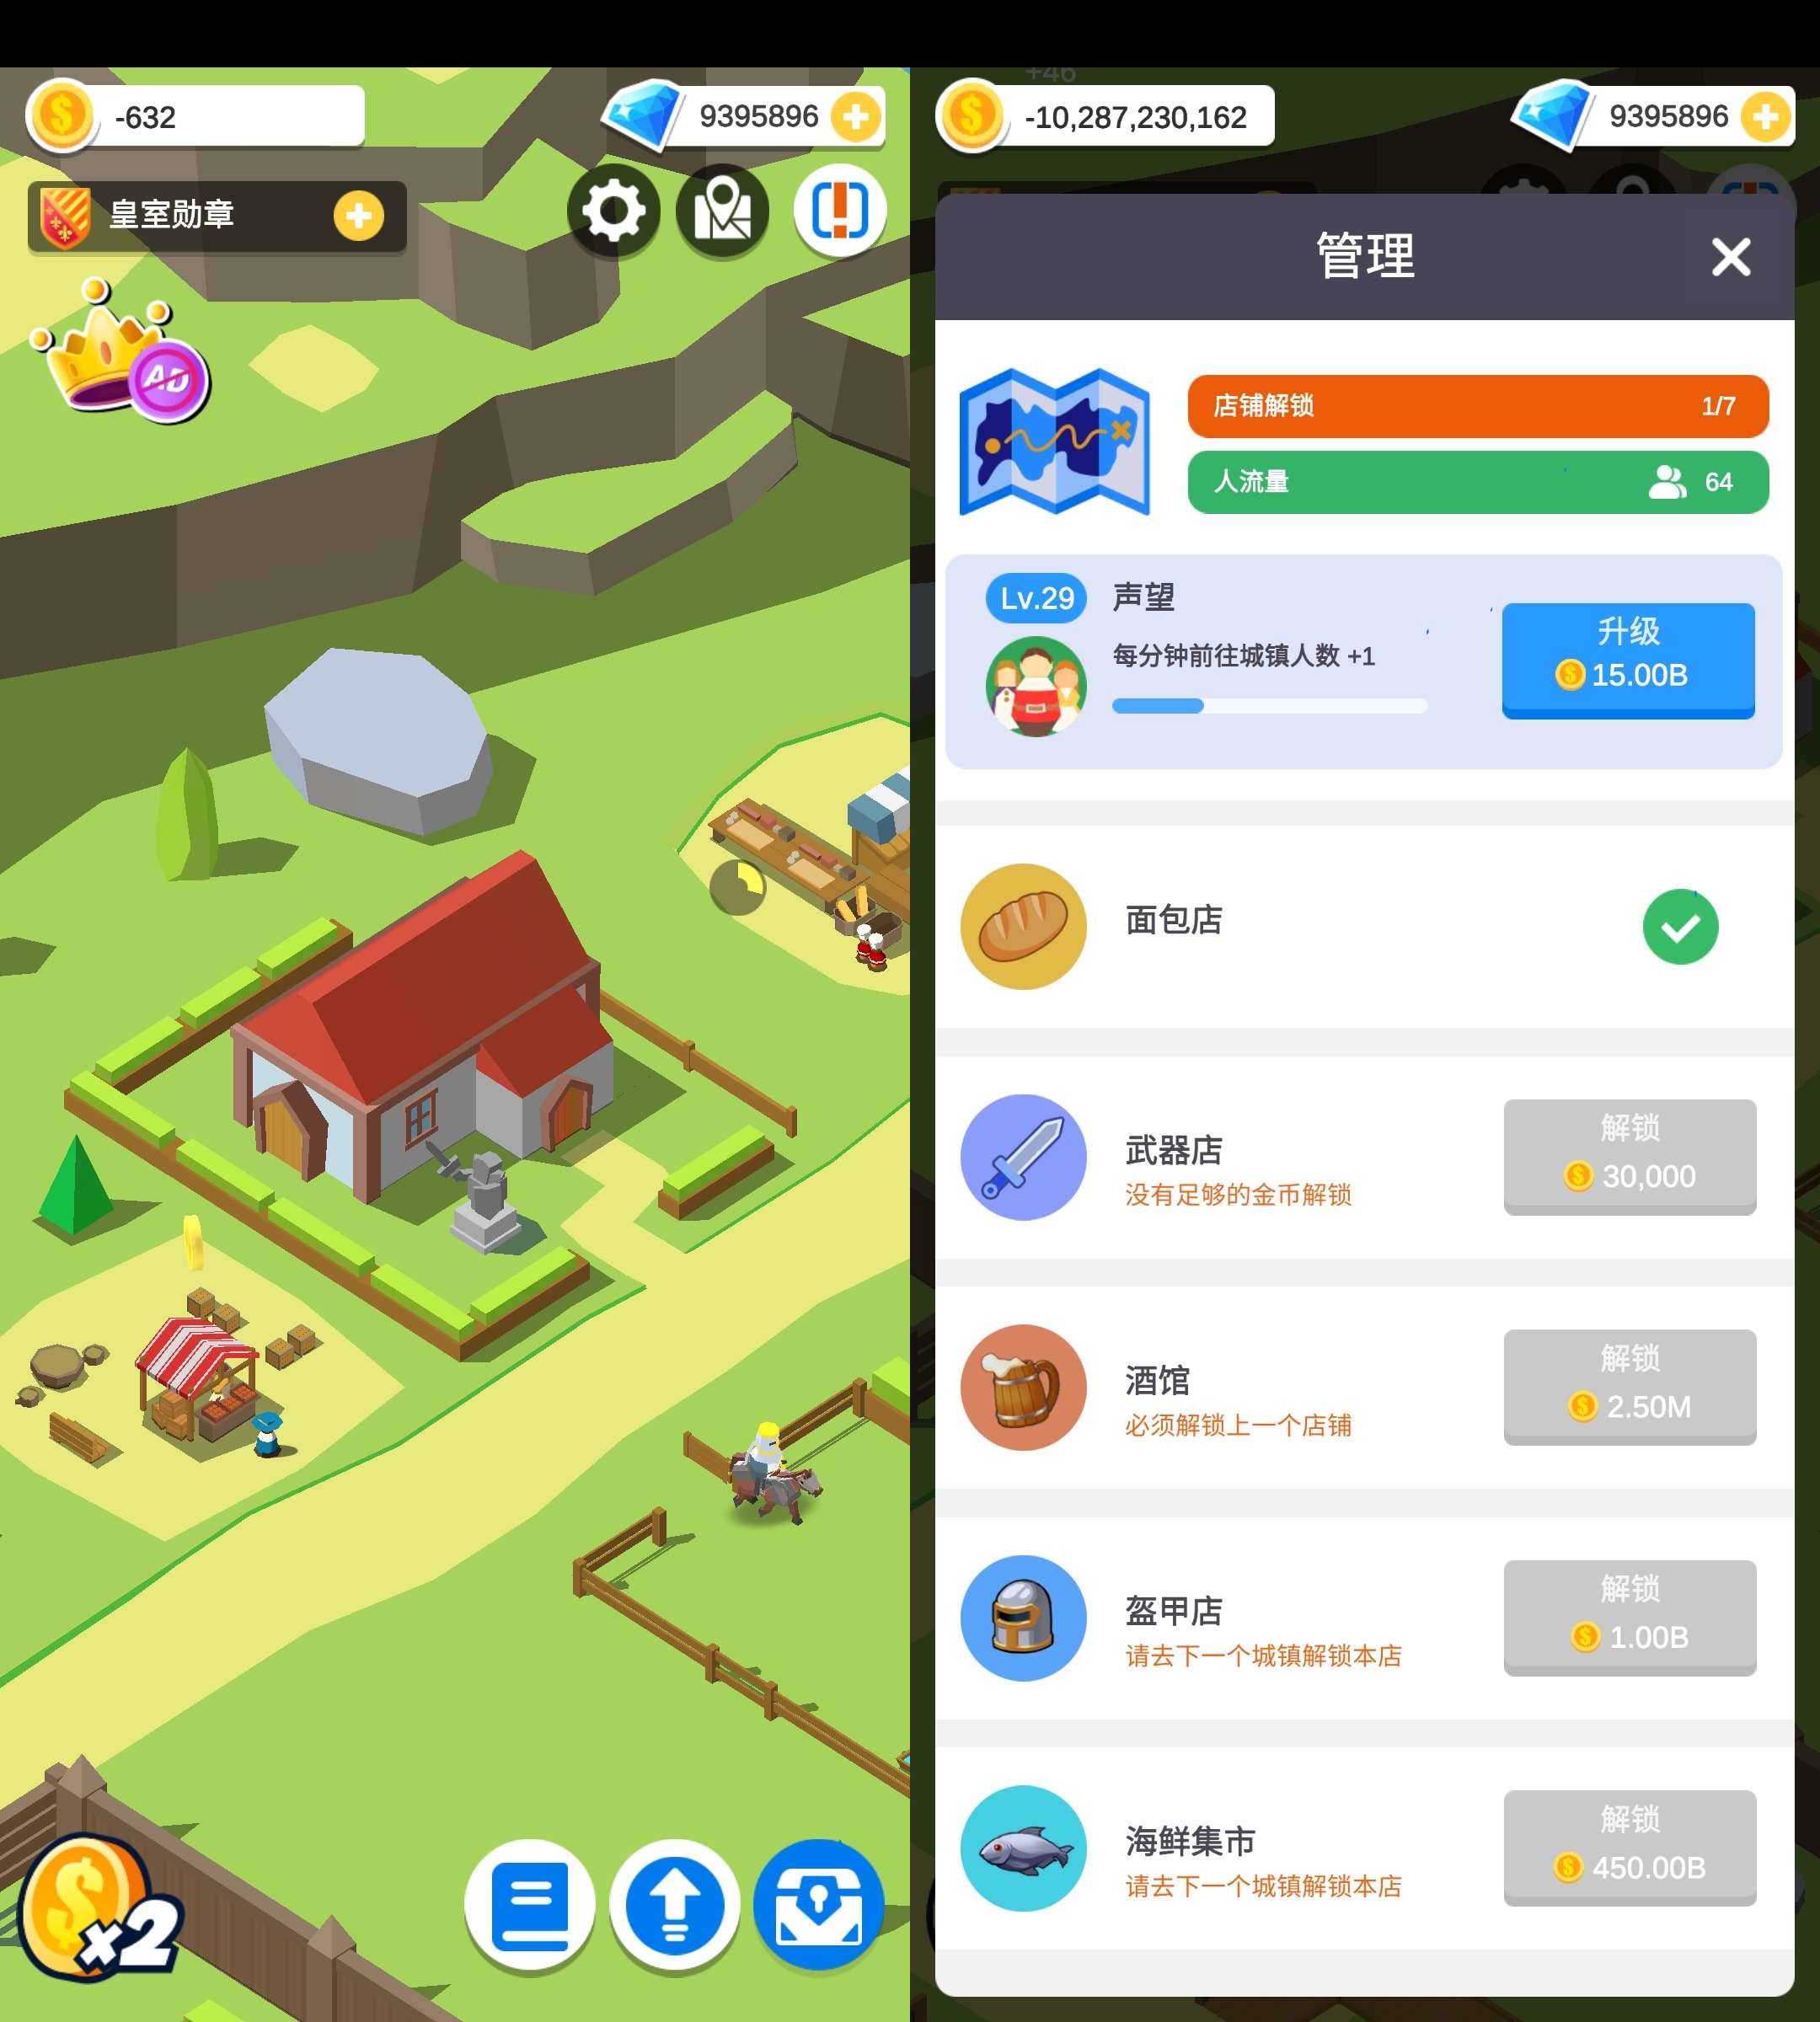 -632
9395896
皇室勋章
AD
x2
+46
-10,287,230,162
9395896
管理
店铺解锁 1/7
人流量 64
Lv.29 声望
每分钟前往城镇人数 +1
升级
15.00B
面包店
武器店
没有足够的金币解锁
解锁
30,000
酒馆
必须解锁上一个店铺
解锁
2.50M
盔甲店
请去下一个城镇解锁本店
解锁
1.00B
海鲜集市
请去下一个城镇解锁本店
解锁
450.00B